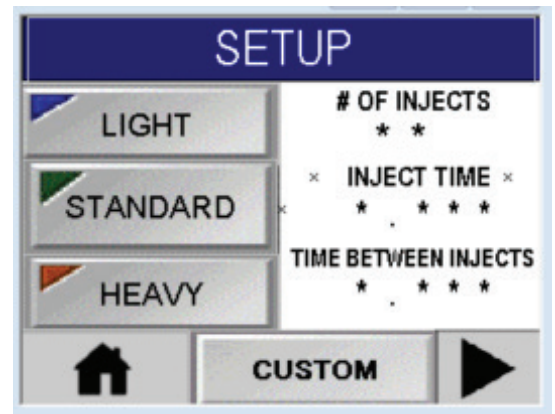 SETUP
LIGHT
STANDARD
HEAVY
# OF INJECTS
* *
INJECT TIME
* . * * *
TIME BETWEEN INJECTS
* . * * *
CUSTOM